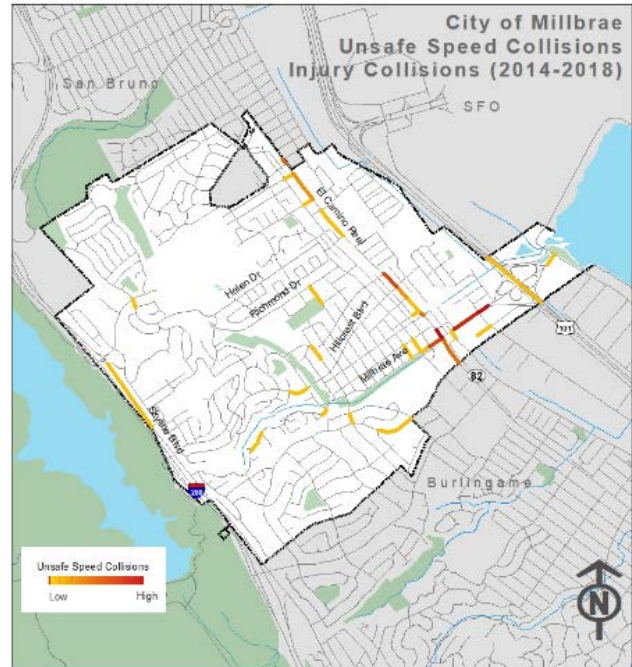 City of Millbrae
Unsafe Speed Collisions
Injury Collisions (2014-2018)
San Bruno
SFO
El Camino Real
Helen Dr
Richmond Dr
Hillcrest Blvd
101
Millbrae Ave
82
Skyline Blvd
280
Burlingame
Unsafe Speed Collisions
Low High
N